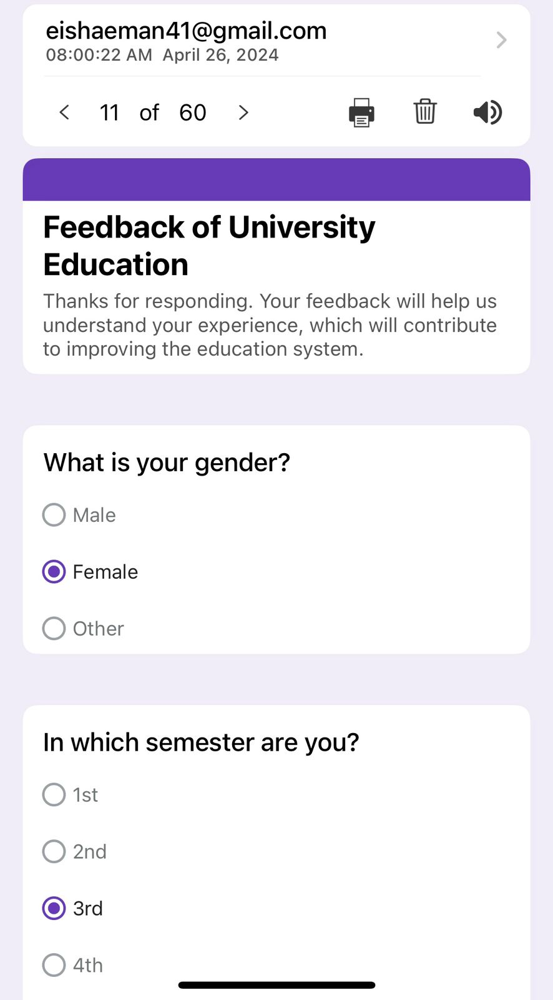 eishaeman41@gmail.com
08:00:22 AM April 26, 2024
11 of 60
Feedback of University
Education
Thanks for responding. Your feedback will help us
understand your experience, which will contribute
to improving the education system.
What is your gender?
Male
Female
Other
In which semester are you?
1st
2nd
3rd
4th